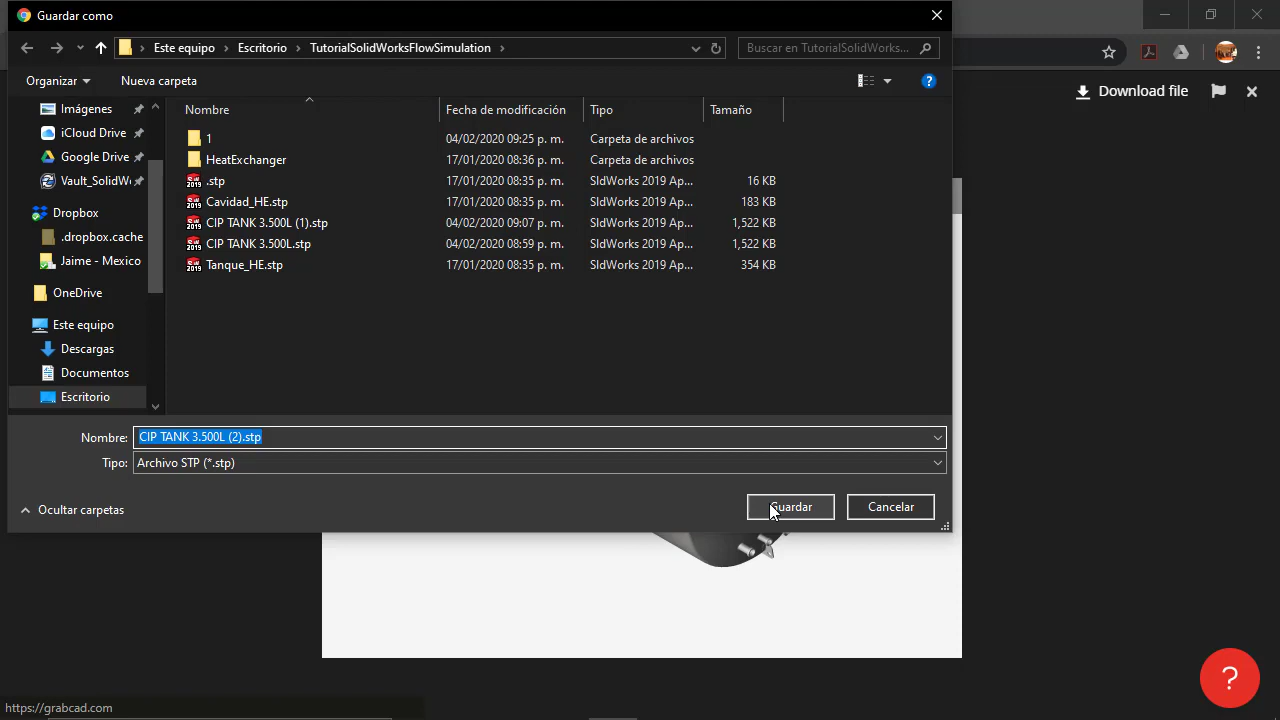 Guardar como
Este equipo
Escritorio
TutorialSolidWorksFlowSimulation
Buscar en TutorialSolidWorks...
Organizar
Nueva carpeta
?
Download file
Nombre
Fecha de modificación
Tipo
Tamaño
Imágenes
iCloud Drive
Google Drive
Vault_SolidW
Dropbox
.dropbox.cache
Jaime - Mexico
OneDrive
Este equipo
Descargas
Documentos
Escritorio
1 04/02/2020 09:25 p. m. Carpeta de archivos
HeatExchanger 17/01/2020 08:36 p. m. Carpeta de archivos
.stp 17/01/2020 08:35 p. m. SldWorks 2019 Ap... 16 KB
Cavidad_HE.stp 17/01/2020 08:35 p. m. SldWorks 2019 Ap... 183 KB
CIP TANK 3.500L (1).stp 04/02/2020 09:07 p. m. SldWorks 2019 Ap... 1,522 KB
CIP TANK 3.500L.stp 04/02/2020 08:59 p. m. SldWorks 2019 Ap... 1,522 KB
Tanque_HE.stp 17/01/2020 08:35 p. m. SldWorks 2019 Ap... 354 KB
Nombre: CIP TANK 3.500L (2).stp
Tipo: Archivo STP (*.stp)
Ocultar carpetas
Guardar
Cancelar
?
https://grabcad.com